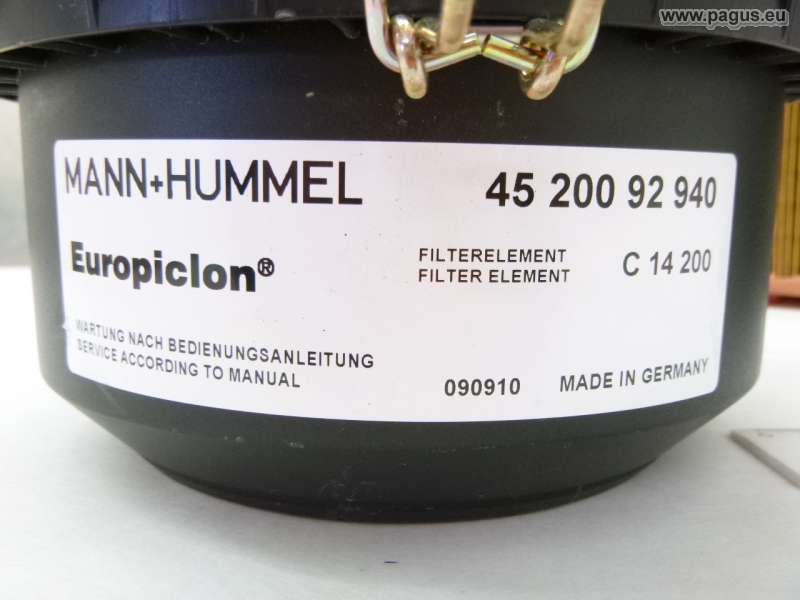 www.pagus.eu
MANN+HUMMEL 45 200 92 940
Europiclon® FILTERELEMENT C 14 200
FILTER ELEMENT
WARTUNG NACH BEDIENUNGSANLEITUNG
SERVICE ACCORDING TO MANUAL
090910 MADE IN GERMANY